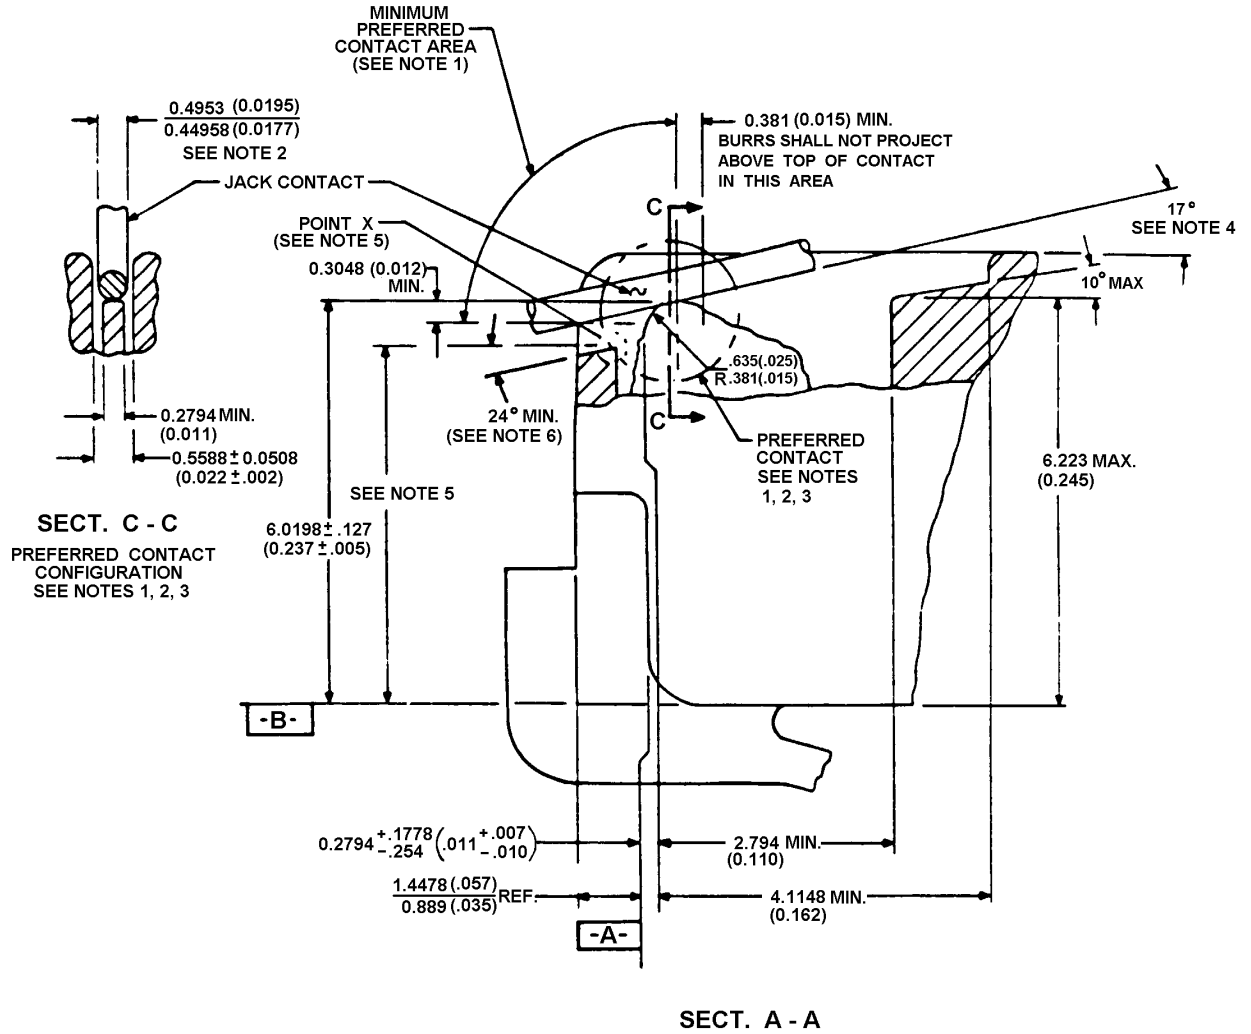 MINIMUM
PREFERRED
CONTACT AREA
(SEE NOTE 1)
0.4953 (0.0195)
0.44958 (0.0177)
SEE NOTE 2
0.381 (0.015) MIN.
BURRS SHALL NOT PROJECT
ABOVE TOP OF CONTACT
IN THIS AREA
JACK CONTACT
C
17°
SEE NOTE 4
POINT X
(SEE NOTE 5)
0.3048 (0.012)
MIN.
10° MAX
.635(.025)
R.381(.015)
24° MIN.
(SEE NOTE 6)
C
0.2794 MIN.
(0.011)
0.5588 ± 0.0508
(0.022 ± .002)
PREFERRED
CONTACT
SEE NOTES
1, 2, 3
6.223 MAX.
(0.245)
SEE NOTE 5
6.0198 ± .127
(0.237 ± .005)
SECT. C - C
PREFERRED CONTACT
CONFIGURATION
SEE NOTES 1, 2, 3
-B-
0.2794 +.1778 -.254 (.011 +.007 -.010)
2.794 MIN.
(0.110)
1.4478 (.057)
0.889 (.035) REF.
4.1148 MIN.
(0.162)
-A-
SECT. A - A